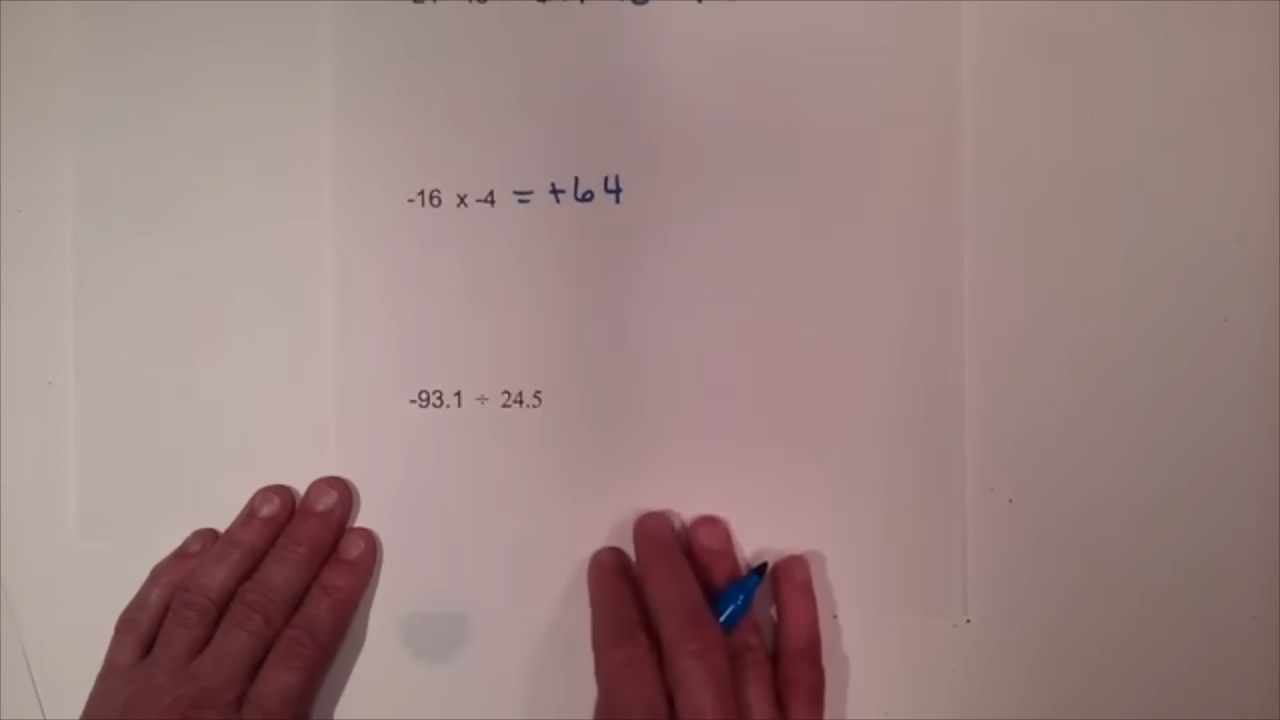 -16 x -4 = +64
-93.1 ÷ 24.5